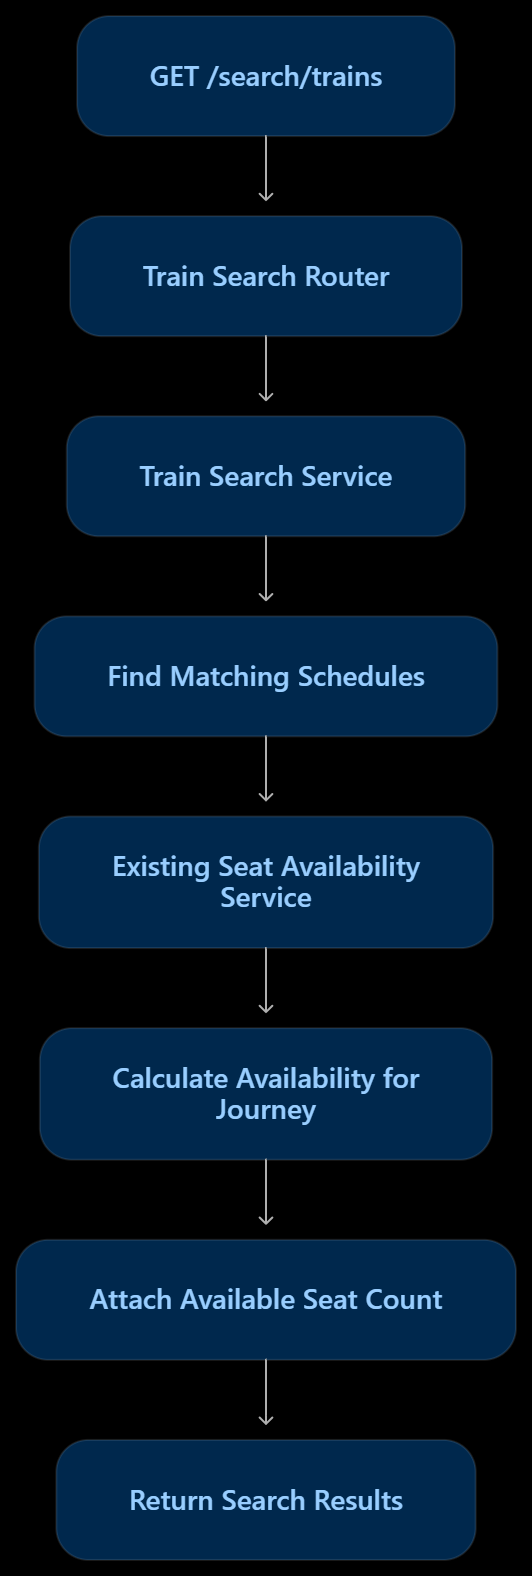 GET /search/trains
Train Search Router
Train Search Service
Find Matching Schedules
Existing Seat Availability
Service
Calculate Availability for
Journey
Attach Available Seat Count
Return Search Results